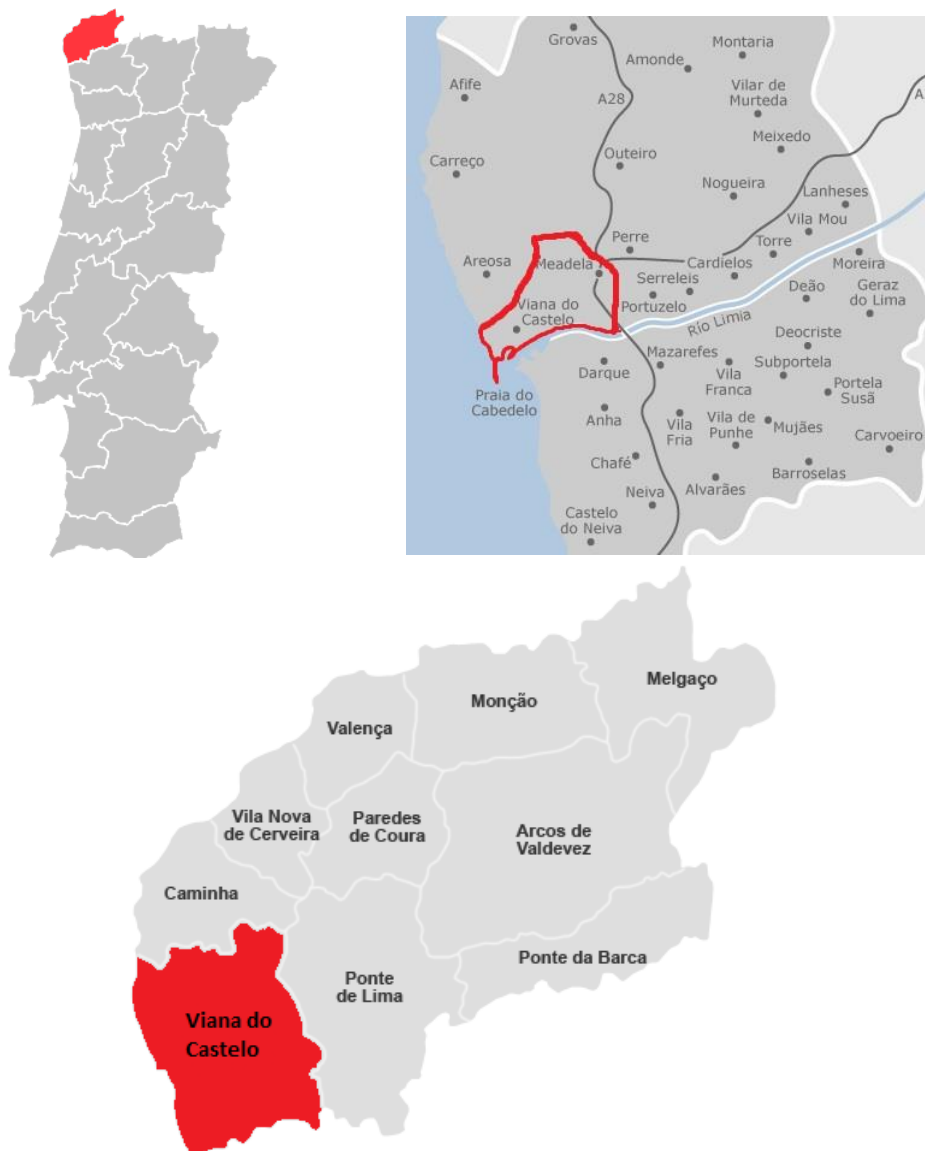 Grovas
Montaria
Amonde
Afife
A28
Vilar de
Murteda
A
Meixedo
Outeiro
Carreço
Nogueira
Lanheses
Vila Mou
Perre
Torre
Areosa
Meadela
Cardielos
Moreira
Serreleis
Deão
Geraz
do Lima
Viana do
Castelo
Portuzelo
Río Limia
Deocriste
Mazarefes
Subportela
Darque
Vila
Franca
Portela
Susã
Praia do
Cabedelo
Anha
Vila
Fria
Vila de
Punhe
Mujães
Carvoeiro
Chafé
Barroselas
Neiva
Alvarães
Castelo
do Neiva
Melgaço
Monção
Valença
Vila Nova
de Cerveira
Paredes
de Coura
Arcos de
Valdevez
Caminha
Ponte da Barca
Ponte
de Lima
Viana do
Castelo